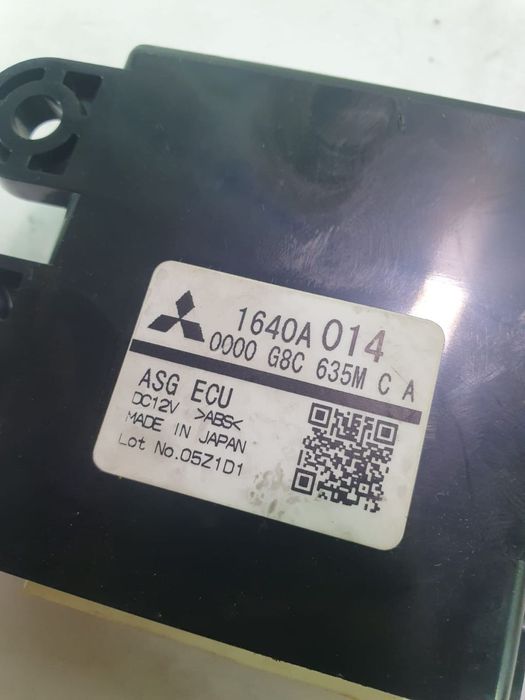 1640A 014
0000 G8C 635M C A
ASG ECU
DC12V >ABS<
MADE IN JAPAN
Lot No.05Z1D1